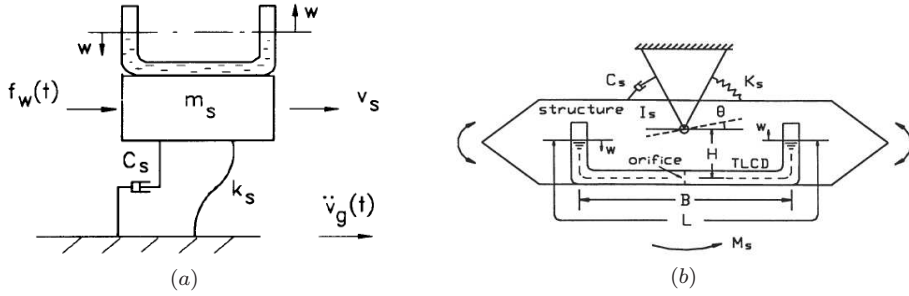 w
w
f_w(t)
m_s
v_s
C_s
k_s
v̈_g(t)
(a)
C_s
K_s
structure
I_s
θ
w
w
H
orifice
TLCD
B
L
M_s
(b)